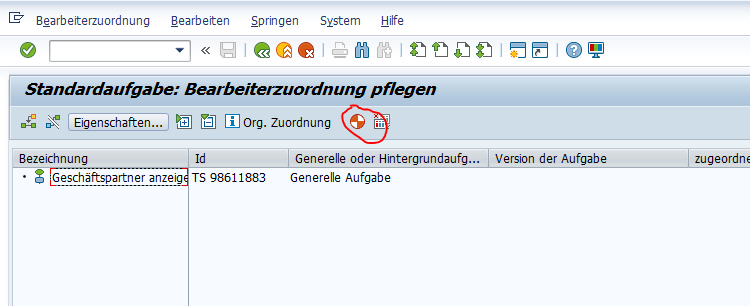 Bearbeiterzuordnung Bearbeiten Springen System Hilfe
Standardaufgabe: Bearbeiterzuordnung pflegen
Eigenschaften... Org. Zuordnung
Bezeichnung Id Generelle oder Hintergrundaufg... Version der Aufgabe zugeordne
Geschäftspartner anzeige TS 98611883 Generelle Aufgabe